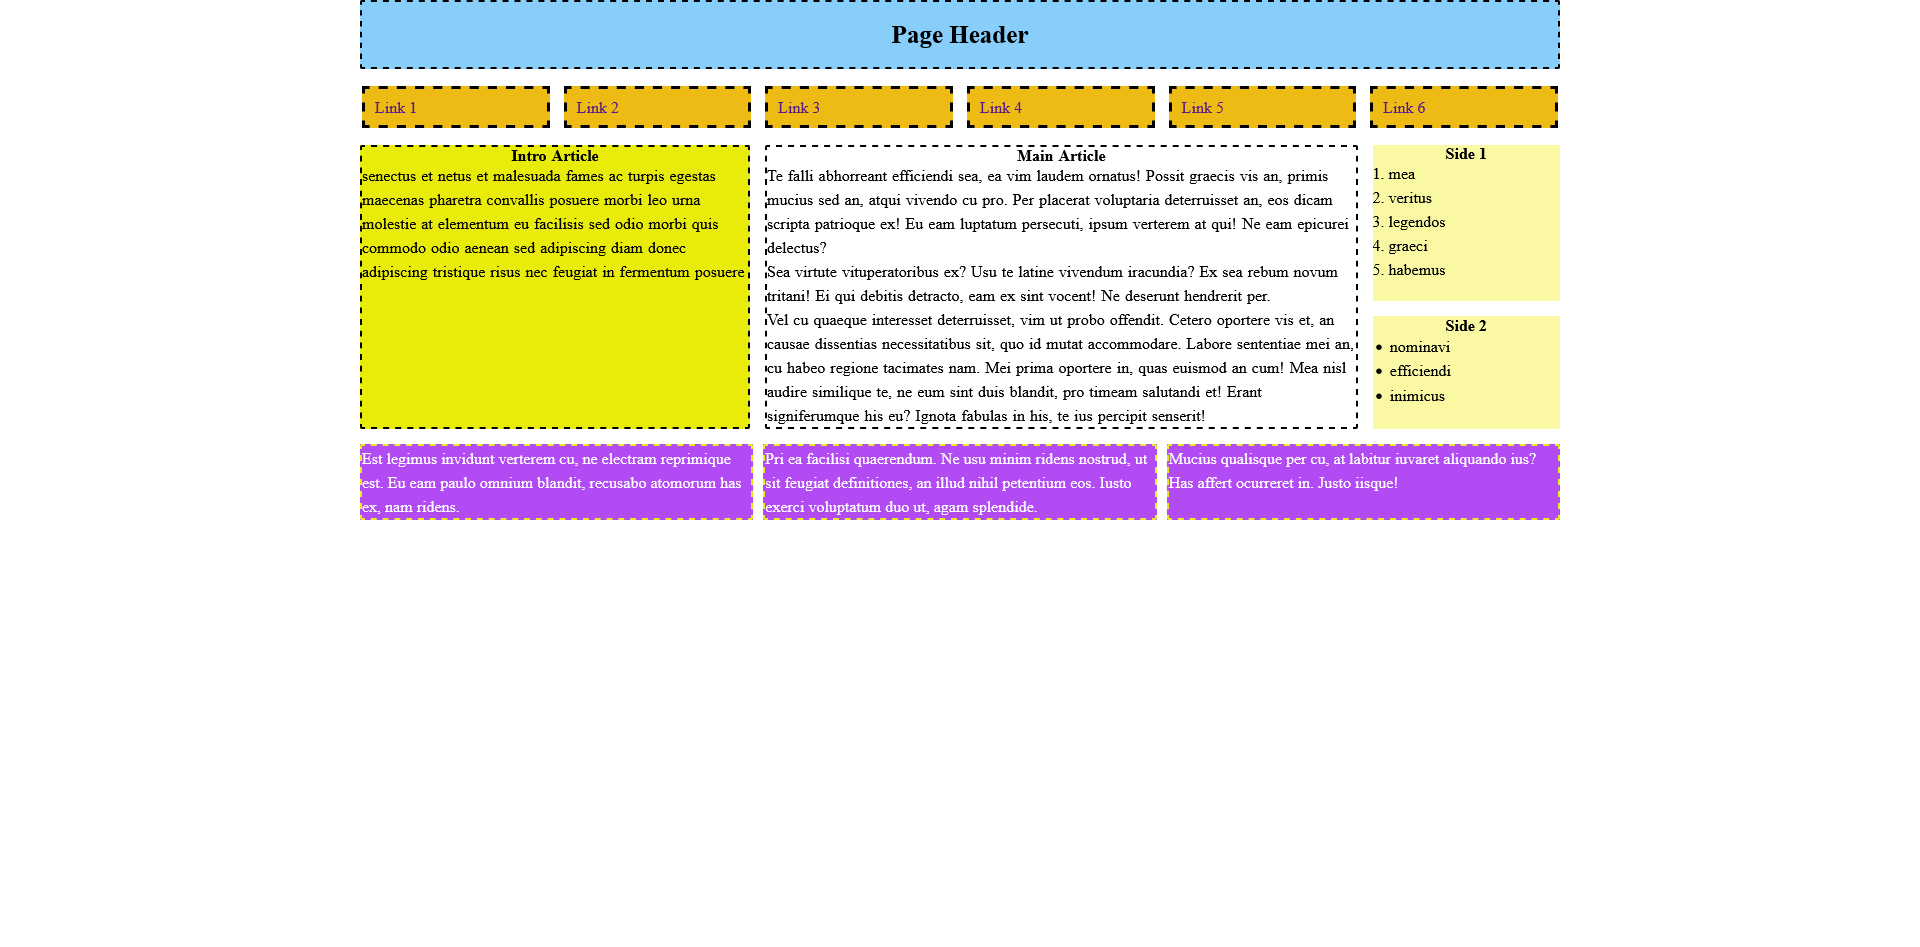 Page Header
Link 1
Link 2
Link 3
Link 4
Link 5
Link 6
Intro Article
senectus et netus et malesuada fames ac turpis egestas
maecenas pharetra convallis posuere morbi leo urna
molestie at elementum eu facilisis sed odio morbi quis
commodo odio aenean sed adipiscing diam donec
adipiscing tristique risus nec feugiat in fermentum posuere
Main Article
Te falli abhorreant efficiendi sea, ea vim laudem ornatus! Possit graecis vis an, primis
mucius sed an, atqui vivendo cu pro. Per placerat voluptaria deterruisset an, eos dicam
scripta patrioque ex! Eu eam luptatum persecuti, ipsum verterem at qui! Ne eam epicurei
delectus?
Sea virtute vituperatoribus ex? Usu te latine vivendum iracundia? Ex sea rebum novum
tritani! Ei qui debitis detracto, eam ex sint vocent! Ne deserunt hendrerit per.
Vel cu quaeque interesset deterruisset, vim ut probo offendit. Cetero oportere vis et, an
causae dissentias necessitatibus sit, quo id mutat accommodare. Labore sententiae mei an,
cu habeo regione tacimates nam. Mei prima oportere in, quas euismod an cum! Mea nisl
audire similique te, ne eum sint duis blandit, pro timeam salutandi et! Erant
signiferumque his eu? Ignota fabulas in his, te ius percipit senserit!
Side 1
1. mea
2. veritus
3. legendos
4. graeci
5. habemus
Side 2
• nominavi
• efficiendi
• inimicus
Est legimus invidunt verterem cu, ne electram reprimique
est. Eu eam paulo omnium blandit, recusabo atomorum has
ex, nam ridens.
Pri ea facilisi quaerendum. Ne usu minim ridens nostrud, ut
sit feugiat definitiones, an illud nihil petentium eos. Iusto
exerci voluptatum duo ut, agam splendide.
Mucius qualisque per cu, at labitur iuvaret aliquando ius?
Has affert ocurreret in. Justo iisque!